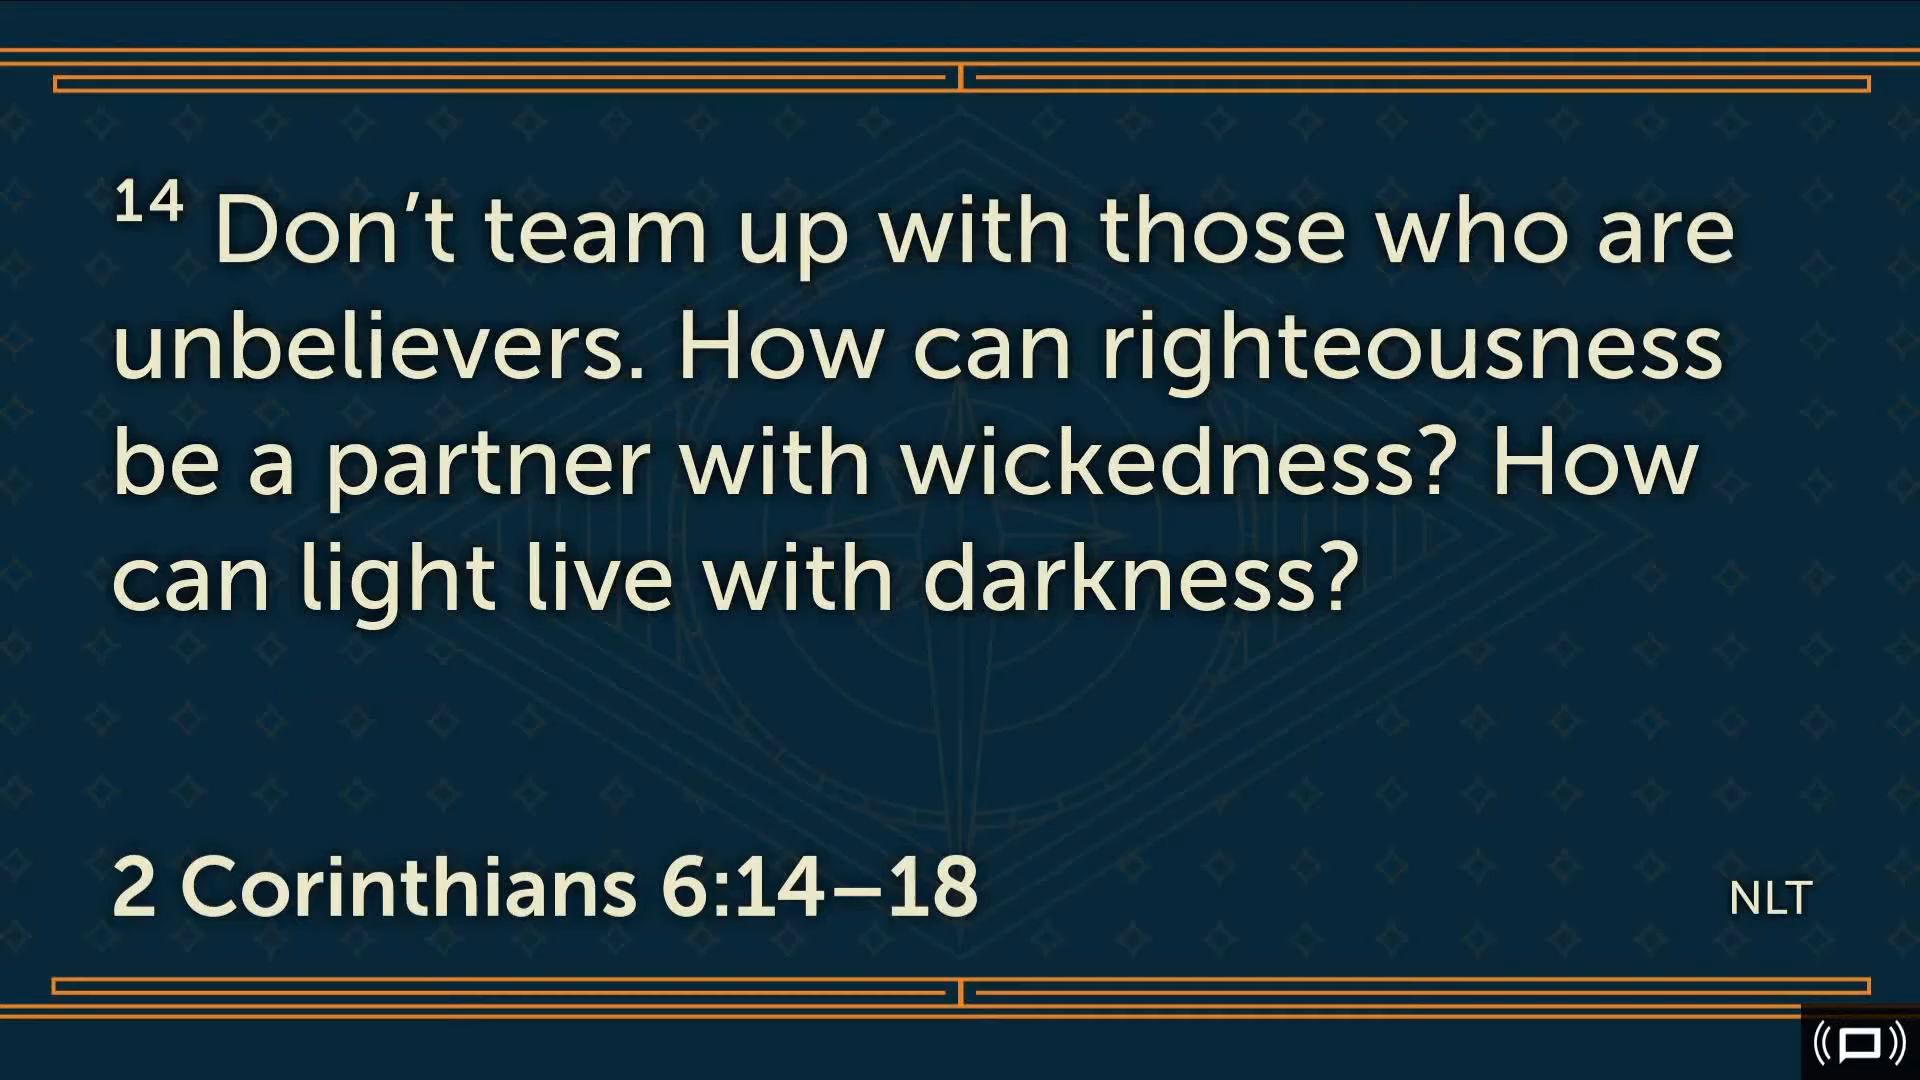 14 Don’t team up with those who are
unbelievers. How can righteousness
be a partner with wickedness? How
can light live with darkness?
2 Corinthians 6:14–18
NLT